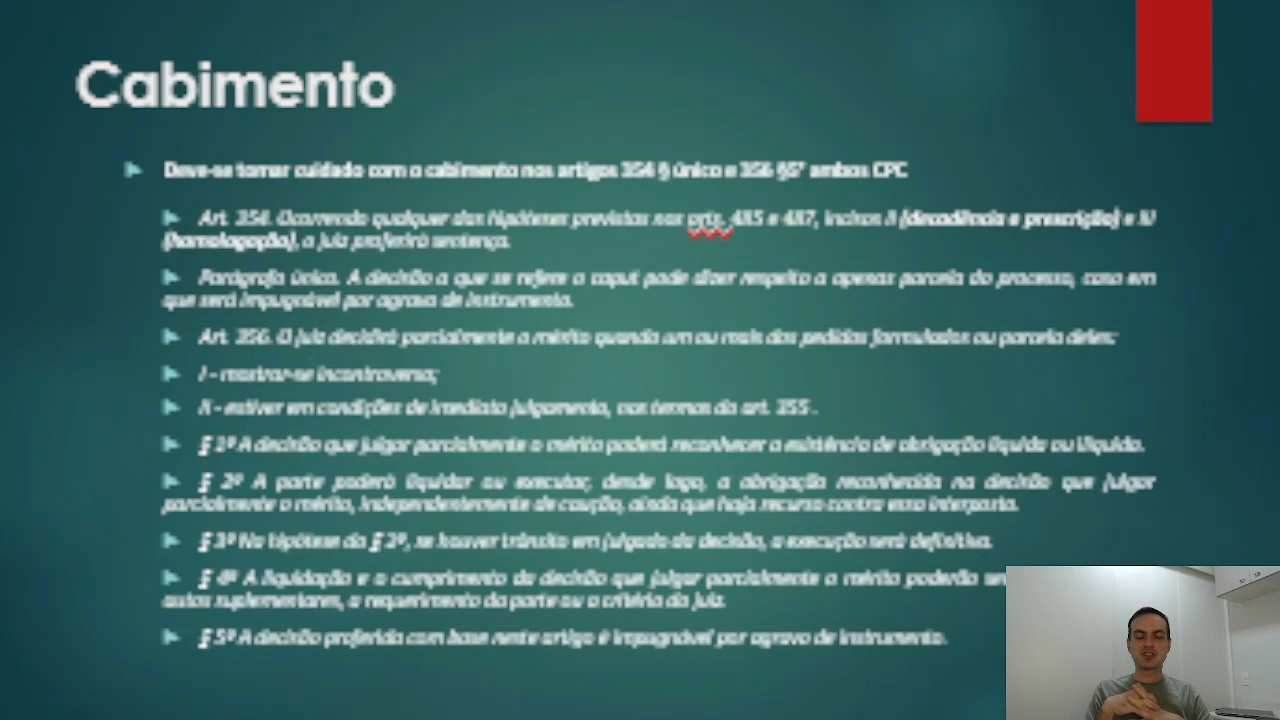 Cabimento
Deve-se tomar cuidado com o cabimento nos artigos 354 § único e 356 §5º ambos CPC
Art. 354. Ocorrendo qualquer das hipóteses previstas nos arts. 485 e 487, incisos II (decadência e prescrição) e III
(homologação), o juiz proferirá sentença.
Parágrafo único. A decisão a que se refere o caput pode dizer respeito a apenas parcela do processo, caso em
que será impugnável por agravo de instrumento.
Art. 356. O juiz decidirá parcialmente o mérito quando um ou mais dos pedidos formulados ou parcela deles:
I - mostrar-se incontroverso;
II - estiver em condições de imediato julgamento, nos termos do art. 355 .
§ 1º A decisão que julgar parcialmente o mérito poderá reconhecer a existência de obrigação líquida ou ilíquida.
§ 2º A parte poderá liquidar ou executar, desde logo, a obrigação reconhecida na decisão que julgar
parcialmente o mérito, independentemente de caução, ainda que haja recurso contra essa interposto.
§ 3º Na hipótese do § 2º, se houver trânsito em julgado da decisão, a execução será definitiva.
§ 4º A liquidação e o cumprimento da decisão que julgar parcialmente o mérito poderão
autos suplementares, a requerimento da parte ou a critério do juiz.
§ 5º A decisão proferida com base neste artigo é impugnável por agravo de instrumento.